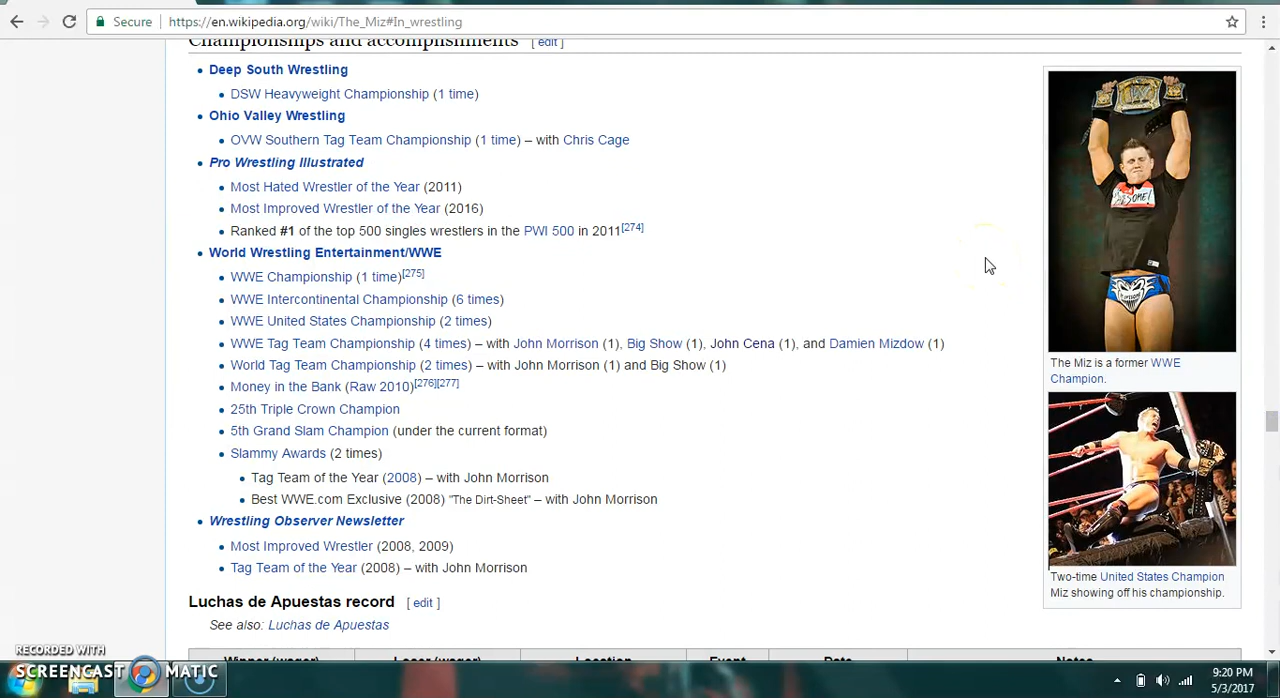 Secure https://en.wikipedia.org/wiki/The_Miz#In_wrestling
Championships and accomplishments [ edit ]
Deep South Wrestling
DSW Heavyweight Championship (1 time)
Ohio Valley Wrestling
OVW Southern Tag Team Championship (1 time) – with Chris Cage
Pro Wrestling Illustrated
Most Hated Wrestler of the Year (2011)
Most Improved Wrestler of the Year (2016)
Ranked #1 of the top 500 singles wrestlers in the PWI 500 in 2011[274]
World Wrestling Entertainment/WWE
WWE Championship (1 time)[275]
WWE Intercontinental Championship (6 times)
WWE United States Championship (2 times)
WWE Tag Team Championship (4 times) – with John Morrison (1), Big Show (1), John Cena (1), and Damien Mizdow (1)
World Tag Team Championship (2 times) – with John Morrison (1) and Big Show (1)
Money in the Bank (Raw 2010)[276][277]
25th Triple Crown Champion
5th Grand Slam Champion (under the current format)
Slammy Awards (2 times)
Tag Team of the Year (2008) – with John Morrison
Best WWE.com Exclusive (2008) "The Dirt-Sheet" – with John Morrison
Wrestling Observer Newsletter
Most Improved Wrestler (2008, 2009)
Tag Team of the Year (2008) – with John Morrison
Luchas de Apuestas record [ edit ]
See also: Luchas de Apuestas
Winner (wager) Loser (wager) Location Event Date Notes
The Miz is a former WWE
Champion.
Two-time United States Champion
Miz showing off his championship.
RECORDED WITH
SCREENCAST MATIC
9:20 PM
5/3/2017